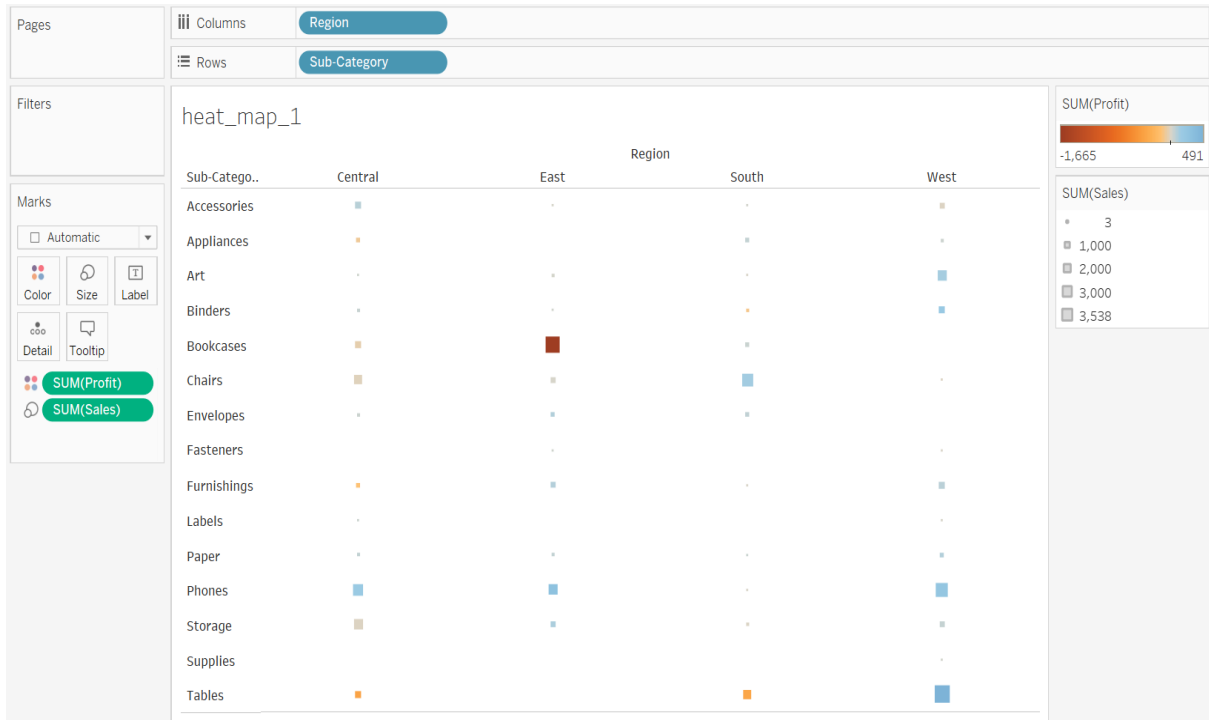 Pages
Columns Region
Rows Sub-Category
Filters
Marks
Automatic
Color Size Label
T
Detail Tooltip
SUM(Profit)
SUM(Sales)
heat_map_1
Region
Sub-Catego.. Central East South West
Accessories
Appliances
Art
Binders
Bookcases
Chairs
Envelopes
Fasteners
Furnishings
Labels
Paper
Phones
Storage
Supplies
Tables
SUM(Profit)
-1,665 491
SUM(Sales)
3
1,000
2,000
3,000
3,538